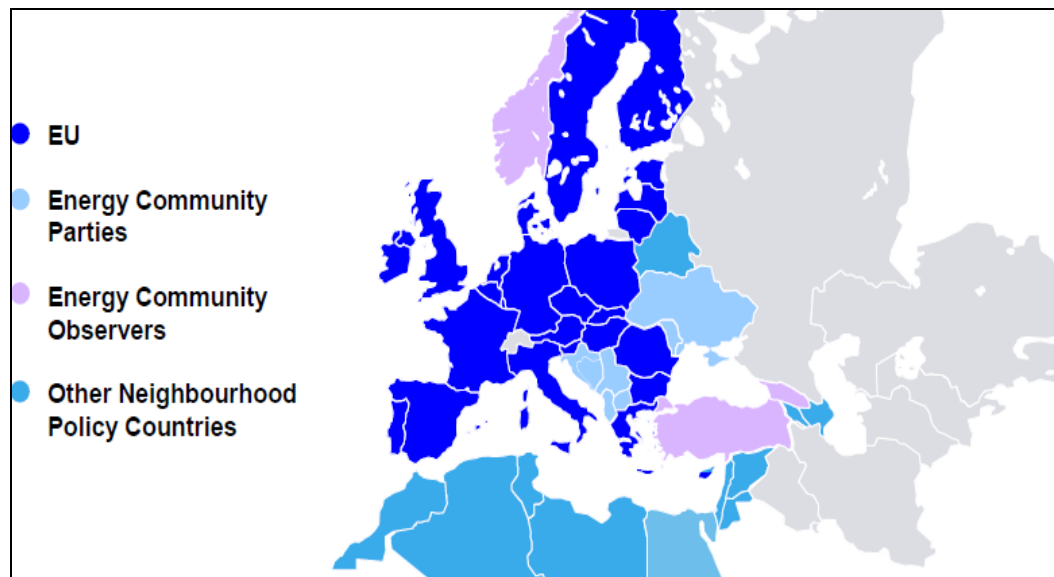 EU
Energy Community
Parties
Energy Community
Observers
Other Neighbourhood
Policy Countries